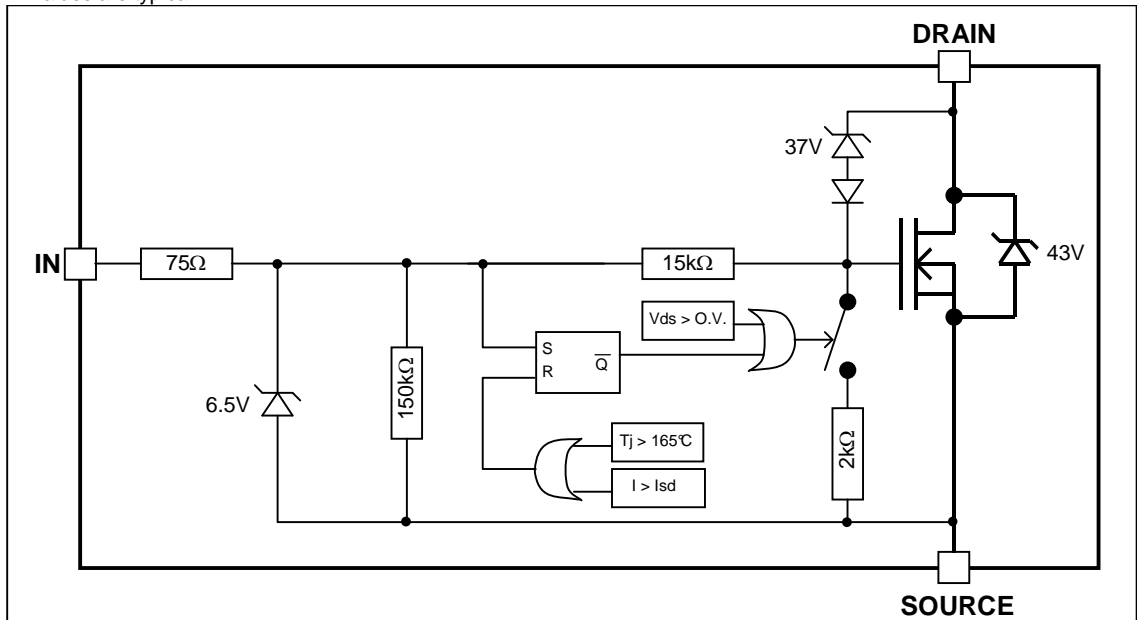 DRAIN
37V
IN
75Ω
15kΩ
43V
Vds > O.V.
S
R
Q
150kΩ
6.5V
Tj > 165℃
I > Isd
2kΩ
SOURCE